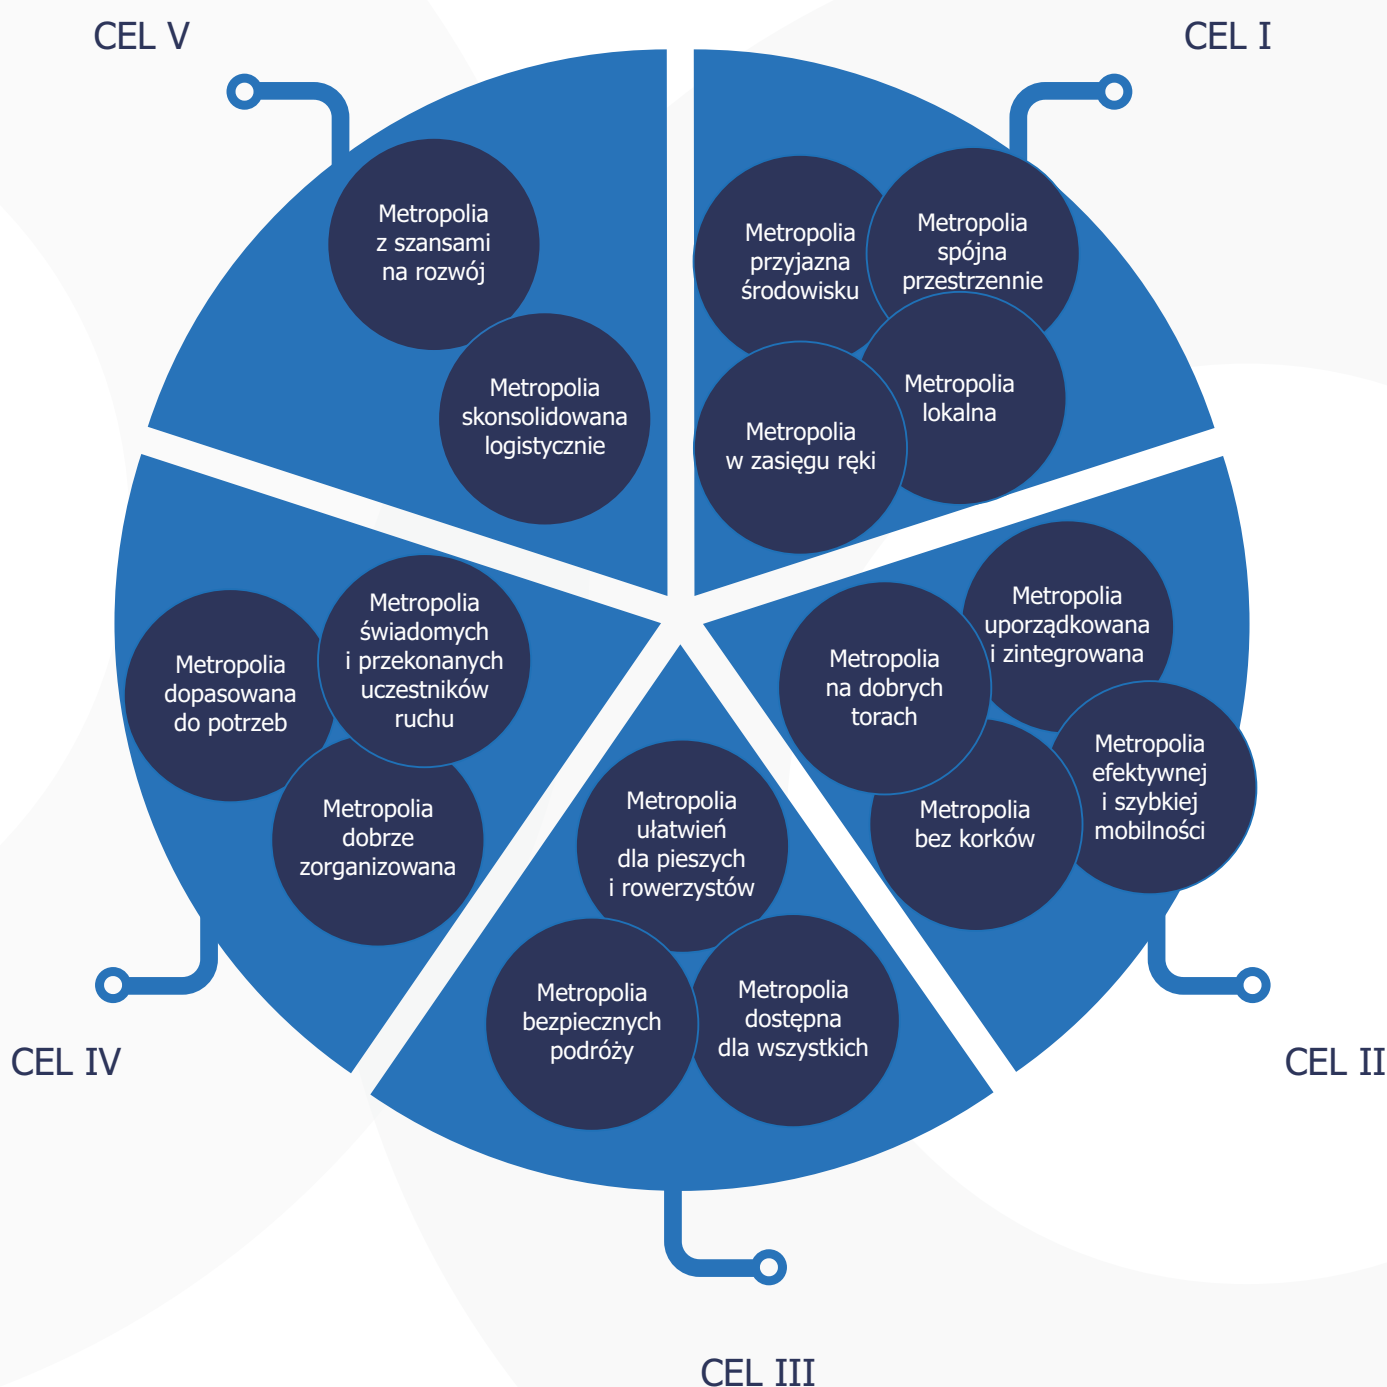 CEL V
CEL I
Metropolia
z szansami
na rozwój
Metropolia
skonsolidowana
logistycznie
Metropolia
przyjazna
środowisku
Metropolia
spójna
przestrzennie
Metropolia
lokalna
Metropolia
w zasięgu ręki
Metropolia
uporządkowana
i zintegrowana
Metropolia
na dobrych
torach
Metropolia
efektywnej
i szybkiej
mobilności
Metropolia
bez korków
Metropolia
świadomych
i przekonanych
uczestników
ruchu
Metropolia
dopasowana
do potrzeb
Metropolia
dobrze
zorganizowana
Metropolia
ułatwień
dla pieszych
i rowerzystów
Metropolia
bezpiecznych
podróży
Metropolia
dostępna
dla wszystkich
CEL IV
CEL II
CEL III